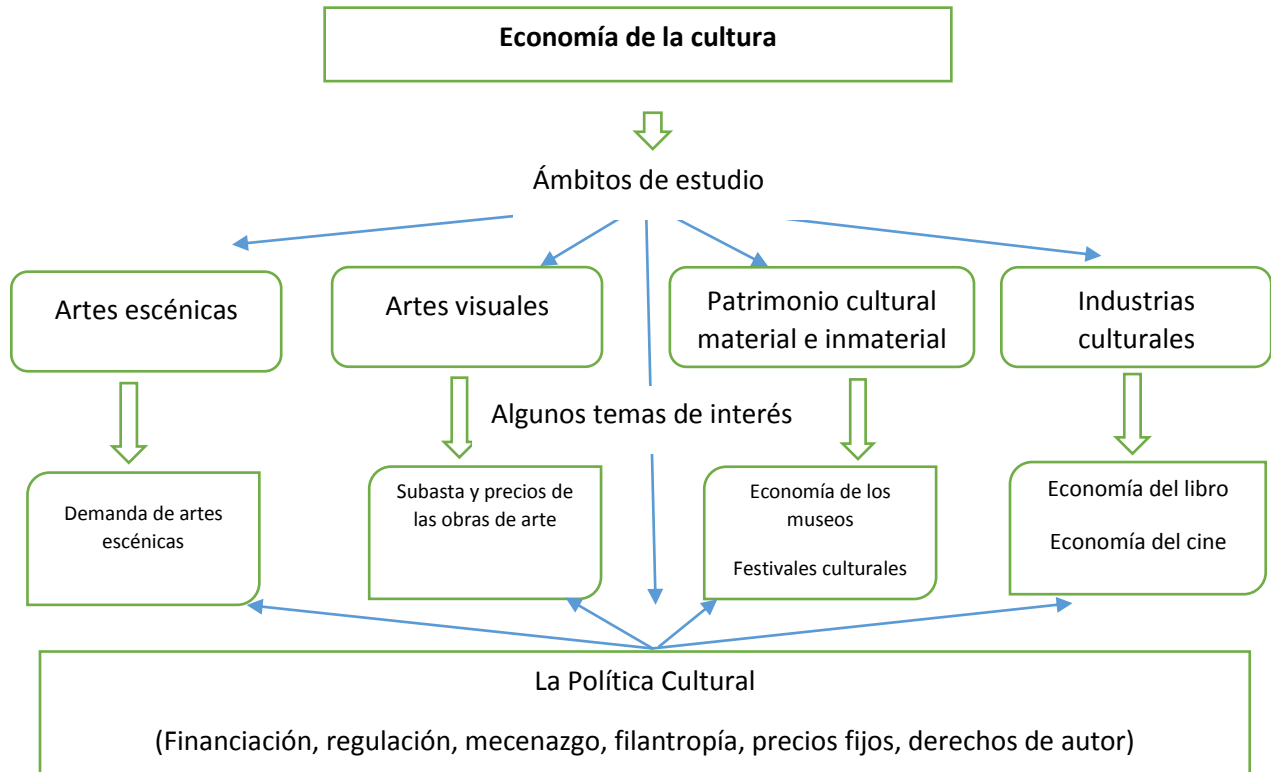 Economía de la cultura
Ámbitos de estudio
Artes escénicas
Artes visuales
Patrimonio cultural
material e inmaterial
Industrias
culturales
Algunos temas de interés
Demanda de artes
escénicas
Subasta y precios de
las obras de arte
Economía de los
museos
Festivales culturales
Economía del libro
Economía del cine
La Política Cultural
(Financiación, regulación, mecenazgo, filantropía, precios fijos, derechos de autor)